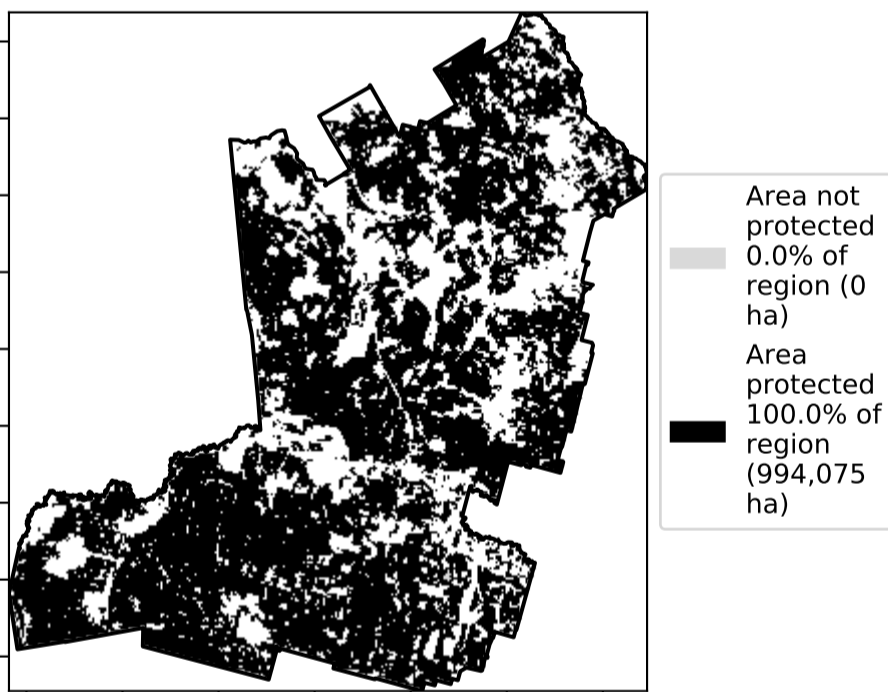 Area not
protected
0.0% of
region (0
ha)
Area
protected
100.0% of
region
(994,075
ha)